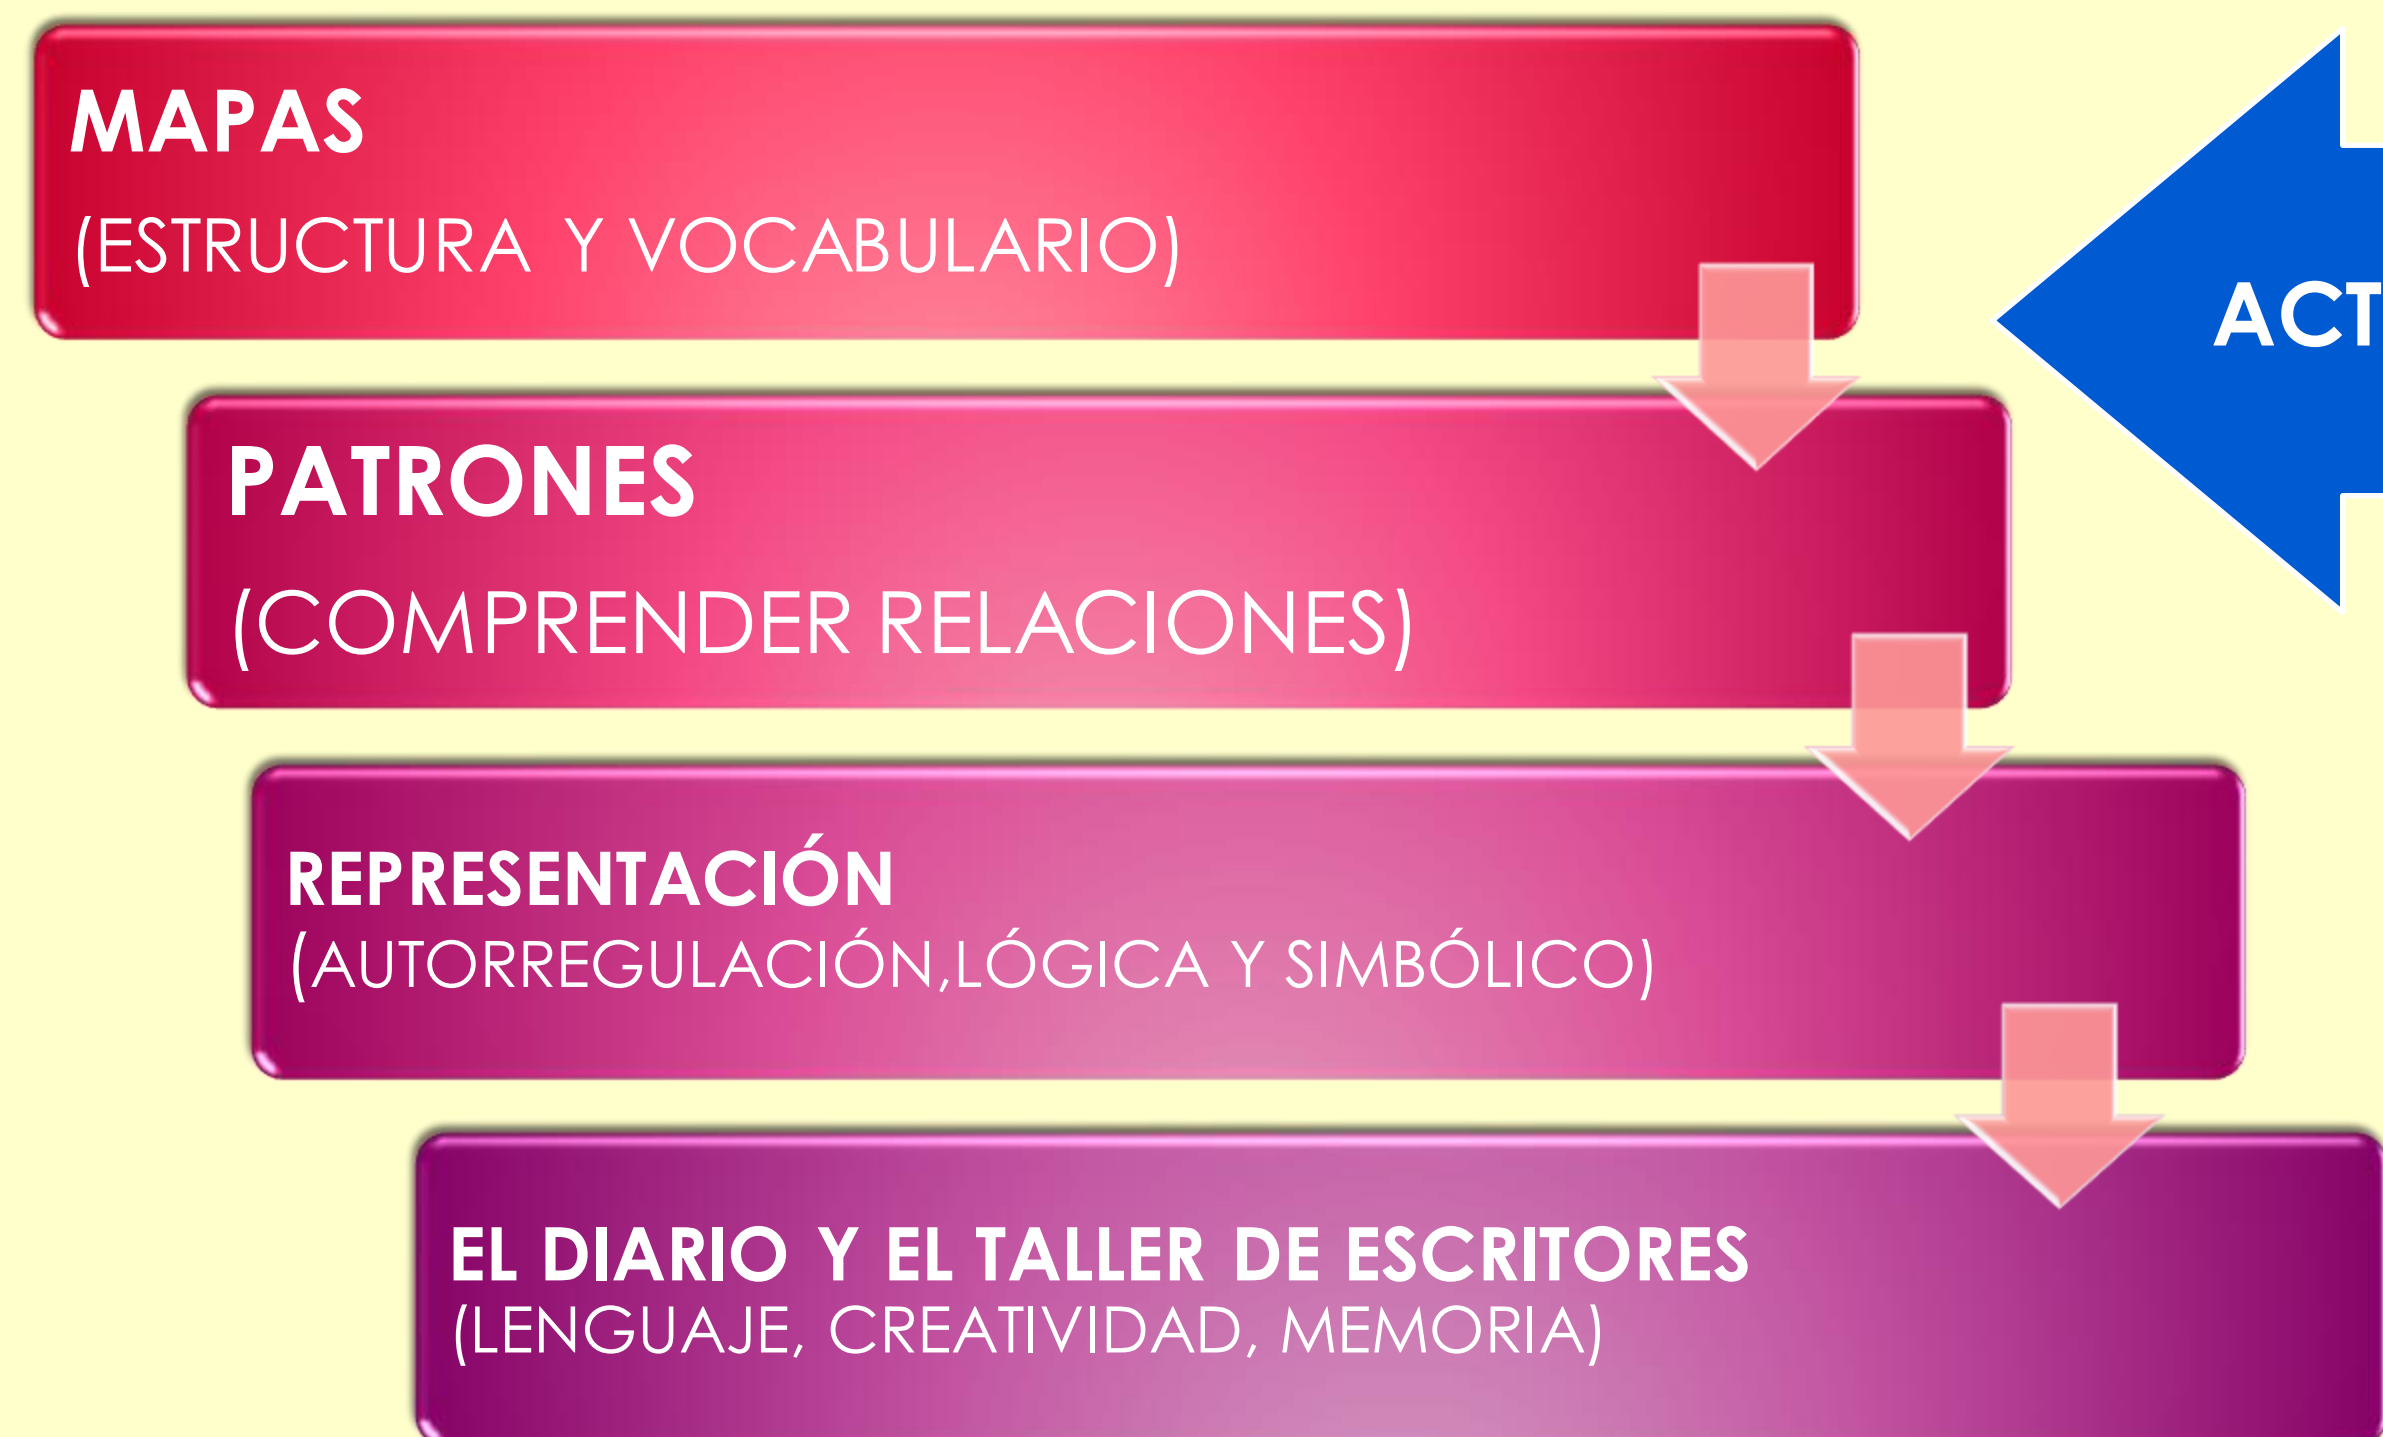 MAPAS
(ESTRUCTURA Y VOCABULARIO)
ACT
PATRONES
(COMPRENDER RELACIONES)
REPRESENTACIÓN
(AUTORREGULACIÓN,LÓGICA Y SIMBÓLICO)
EL DIARIO Y EL TALLER DE ESCRITORES
(LENGUAJE, CREATIVIDAD, MEMORIA)